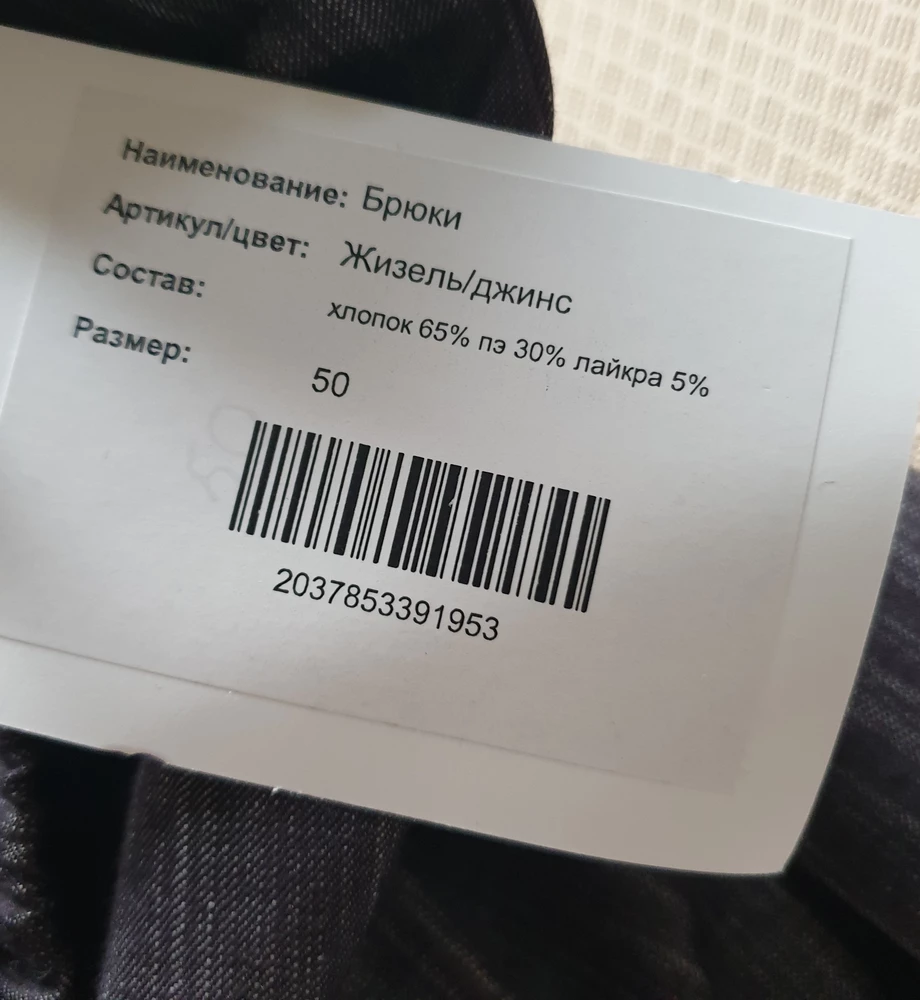 Наименование: Брюки
Артикул/цвет: Жизель/джинс
Состав: хлопок 65% пэ 30% лайкра 5%
Размер: 50
2037853391953